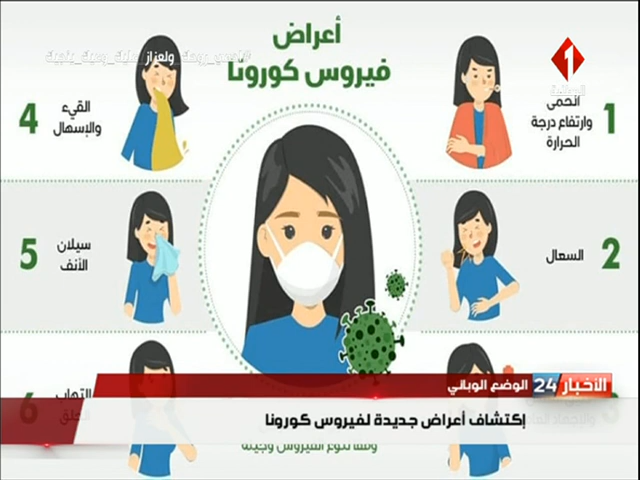 أعراض
فيروس كورونا
1
الحمى
وارتفاع درجة
الحرارة
2
السعال
4
القيء
والإسهال
5
سيلان
الأنف
6
التهاب
الأخبار 24
الوضع الوبائي
إكتشاف أعراض جديدة لفيروس كورونا